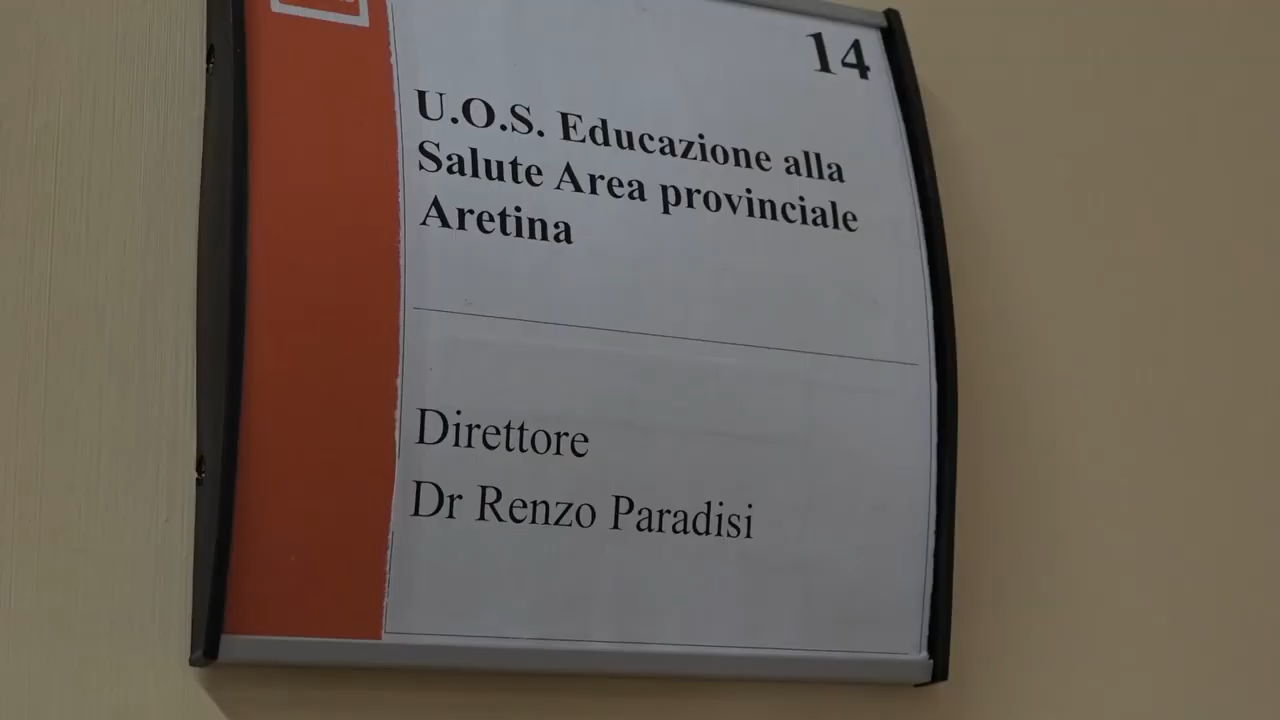 14
U.O.S. Educazione alla
Salute Area provinciale
Aretina
Direttore
Dr Renzo Paradisi